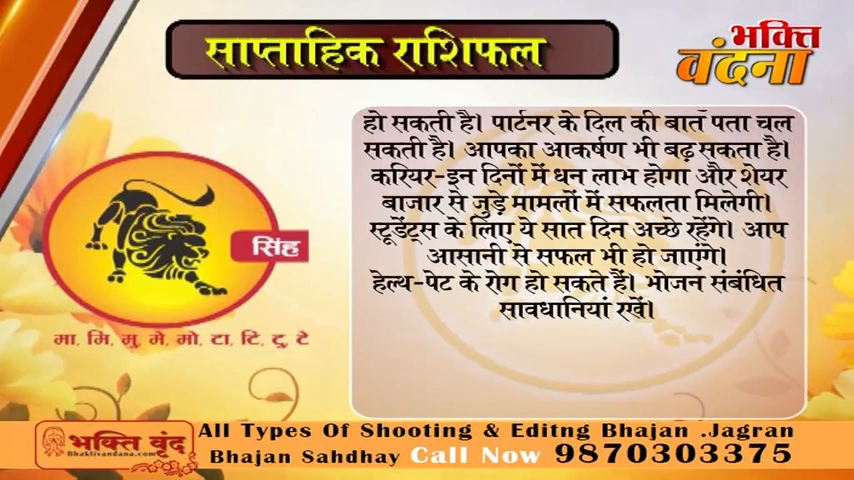 साप्ताहिक राशिफल
भक्ति
वंदना
हो सकती है। पार्टनर के दिल की बात पता चल
सकती है। आपका आकर्षण भी बढ़ सकता है।
करियर-इन दिनों में धन लाभ होगा और शेयर
बाजार से जुड़े मामलों में सफलता मिलेगी।
स्टूडेंट्स के लिए ये सात दिन अच्छे रहेंगे। आप
आसानी से सफल भी हो जाएंगे।
हेल्थ-पेट के रोग हो सकते हैं। भोजन संबंधित
सावधानियां रखें।
सिंह
मा, मि, मु, मे, मो, टा, टि, टु, टे
भक्ति वृंद
Bhaktivandana.com
All Types Of Shooting & Editng Bhajan .Jagran
Bhajan Sahdhay Call Now 9870303375